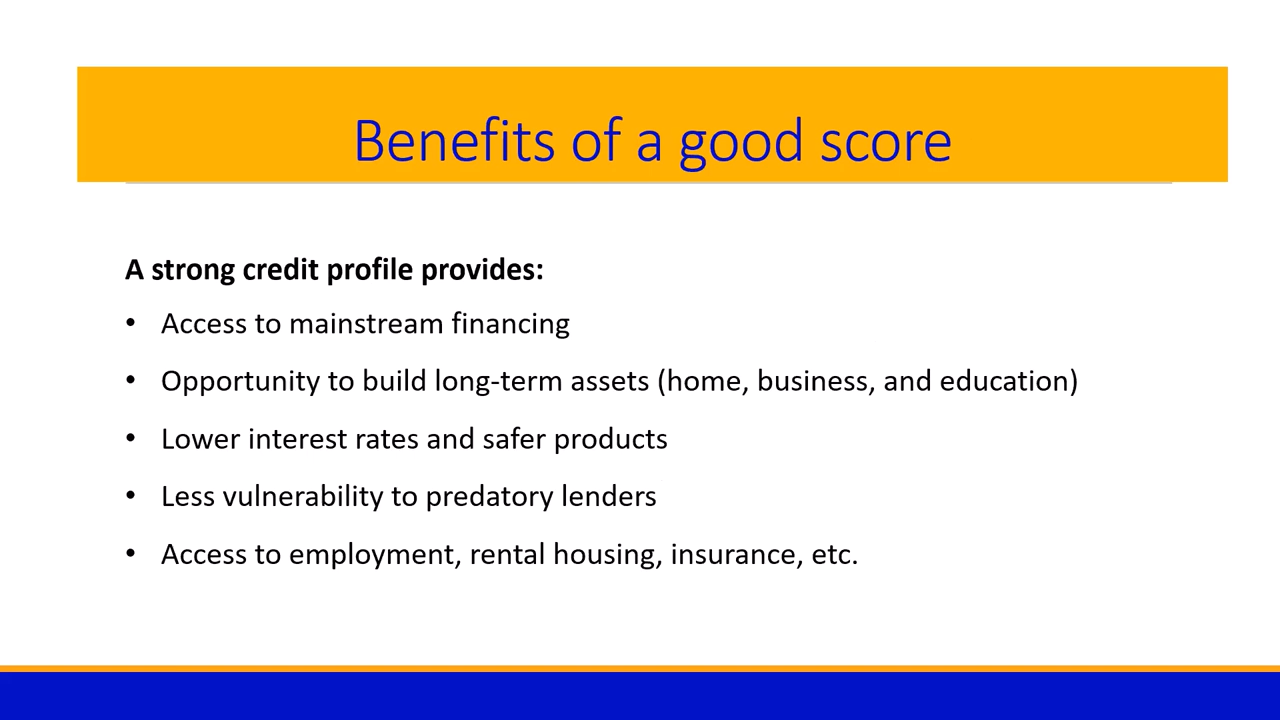 Benefits of a good score
A strong credit profile provides:
• Access to mainstream financing
• Opportunity to build long-term assets (home, business, and education)
• Lower interest rates and safer products
• Less vulnerability to predatory lenders
• Access to employment, rental housing, insurance, etc.